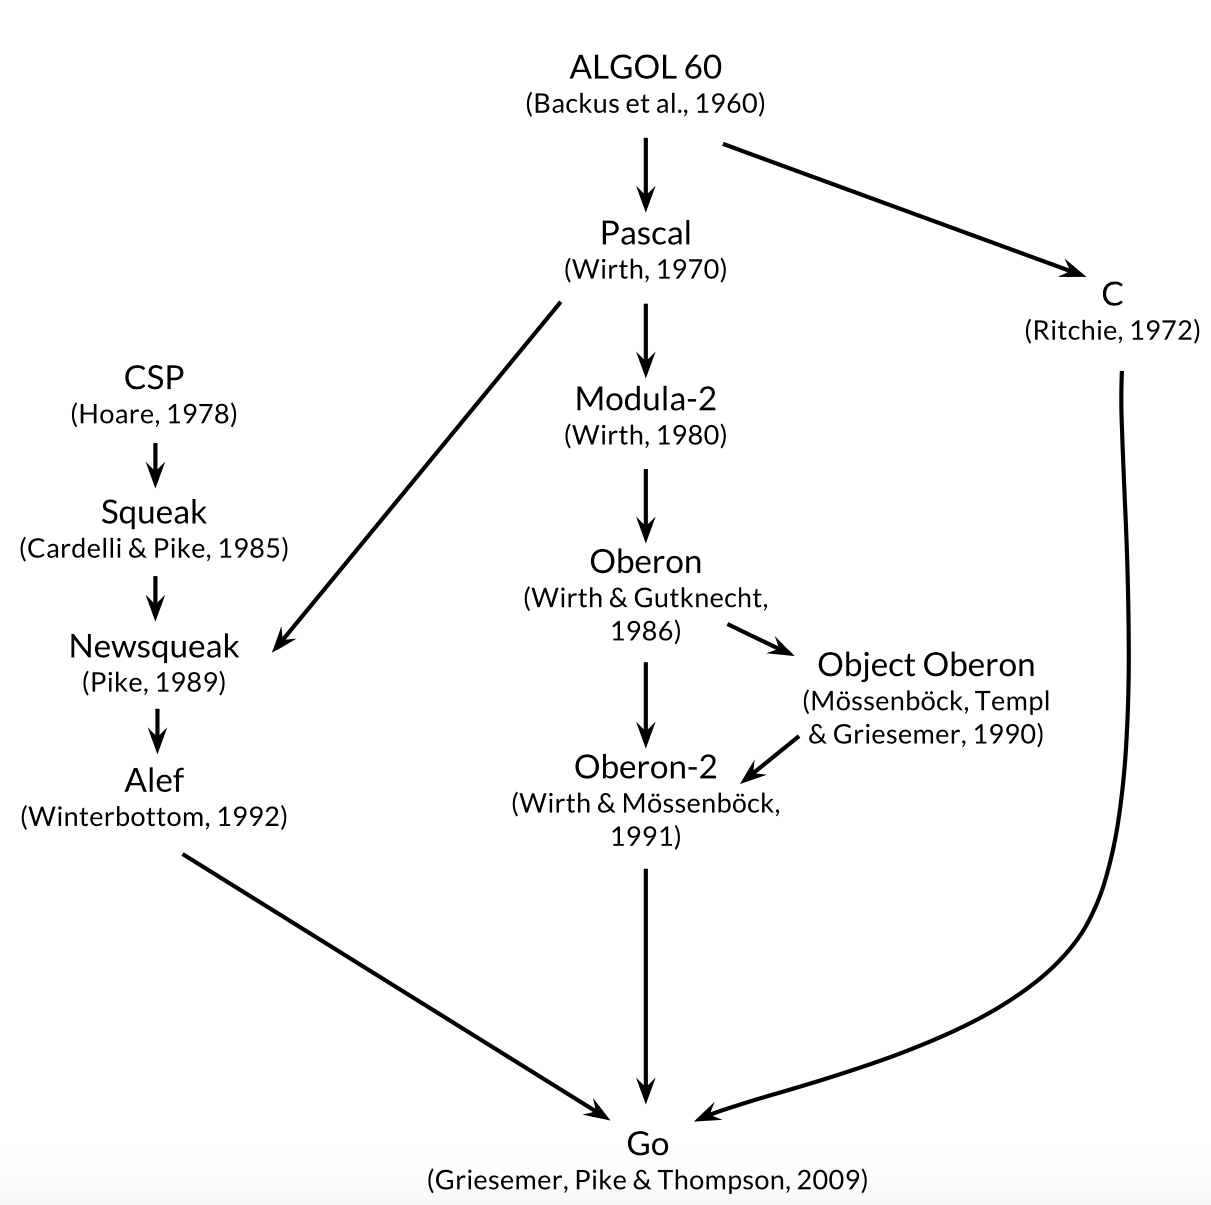 ALGOL 60
(Backus et al., 1960)
Pascal
(Wirth, 1970)
C
(Ritchie, 1972)
CSP
(Hoare, 1978)
Modula-2
(Wirth, 1980)
Squeak
(Cardelli & Pike, 1985)
Oberon
(Wirth & Gutknecht,
1986)
Newsqueak
(Pike, 1989)
Object Oberon
(Mössenböck, Templ
& Griesemer, 1990)
Alef
(Winterbottom, 1992)
Oberon-2
(Wirth & Mössenböck,
1991)
Go
(Griesemer, Pike & Thompson, 2009)